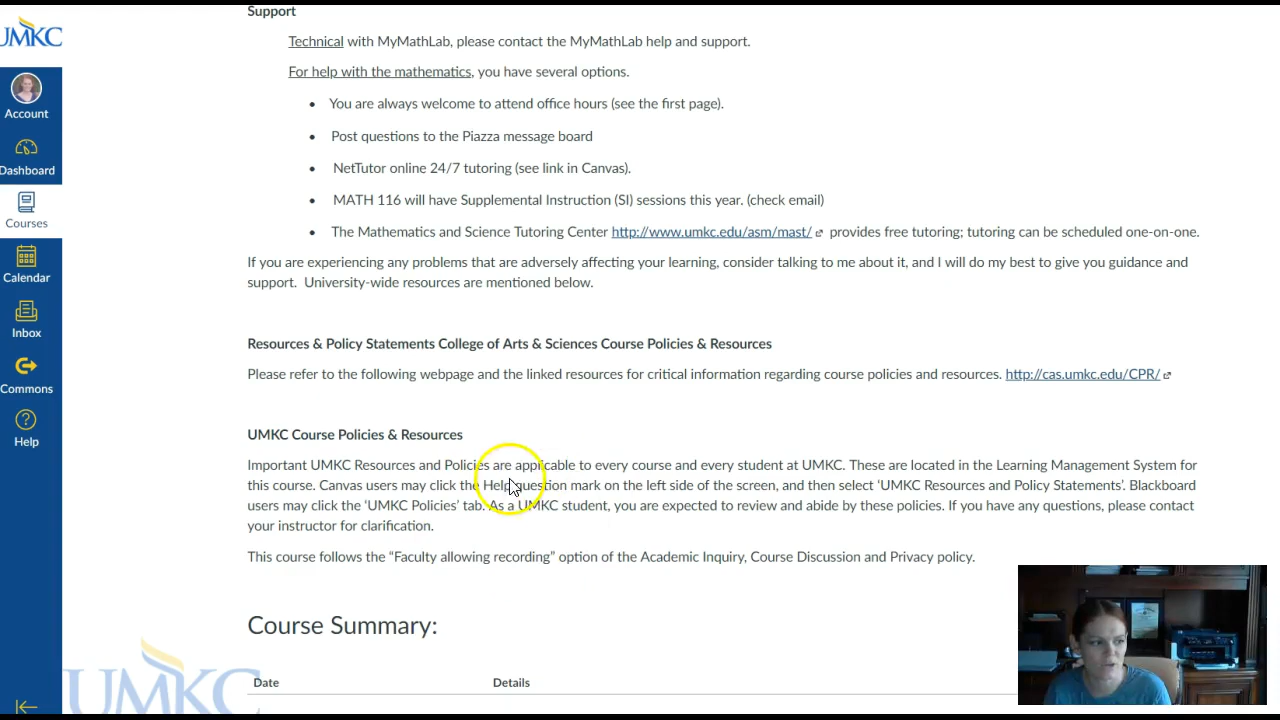 Support
UMKC
Technical with MyMathLab, please contact the MyMathLab help and support.
For help with the mathematics, you have several options.
• You are always welcome to attend office hours (see the first page).
Account
• Post questions to the Piazza message board
• NetTutor online 24/7 tutoring (see link in Canvas).
Dashboard
• MATH 116 will have Supplemental Instruction (SI) sessions this year. (check email)
Courses
• The Mathematics and Science Tutoring Center http://www.umkc.edu/asm/mast/ provides free tutoring; tutoring can be scheduled one-on-one.
If you are experiencing any problems that are adversely affecting your learning, consider talking to me about it, and I will do my best to give you guidance and
Calendar
support. University-wide resources are mentioned below.
Inbox
Resources & Policy Statements College of Arts & Sciences Course Policies & Resources
Please refer to the following webpage and the linked resources for critical information regarding course policies and resources. http://cas.umkc.edu/CPR/
Commons
UMKC Course Policies & Resources
Help
Important UMKC Resources and Policies are applicable to every course and every student at UMKC. These are located in the Learning Management System for
this course. Canvas users may click the Help question mark on the left side of the screen, and then select ‘UMKC Resources and Policy Statements’. Blackboard
users may click the ‘UMKC Policies’ tab. As a UMKC student, you are expected to review and abide by these policies. If you have any questions, please contact
your instructor for clarification.
This course follows the “Faculty allowing recording” option of the Academic Inquiry, Course Discussion and Privacy policy.
Course Summary:
UMKC
Date Details